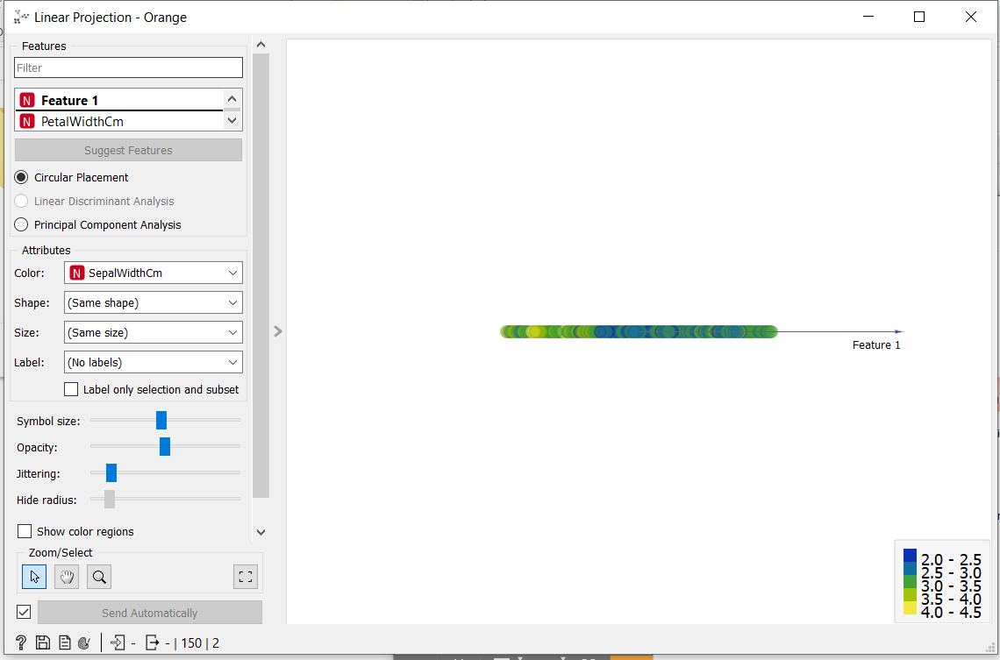 Linear Projection - Orange
Features
Filter
N Feature 1
N PetalWidthCm
Suggest Features
Circular Placement
Linear Discriminant Analysis
Principal Component Analysis
Attributes
Color: N SepalWidthCm
Shape: (Same shape)
Size: (Same size)
Label: (No labels)
Label only selection and subset
Symbol size:
Opacity:
Jittering:
Hide radius:
Show color regions
Zoom/Select
Send Automatically
? - - | 150 | 2
Feature 1
2.0 - 2.5
2.5 - 3.0
3.0 - 3.5
3.5 - 4.0
4.0 - 4.5